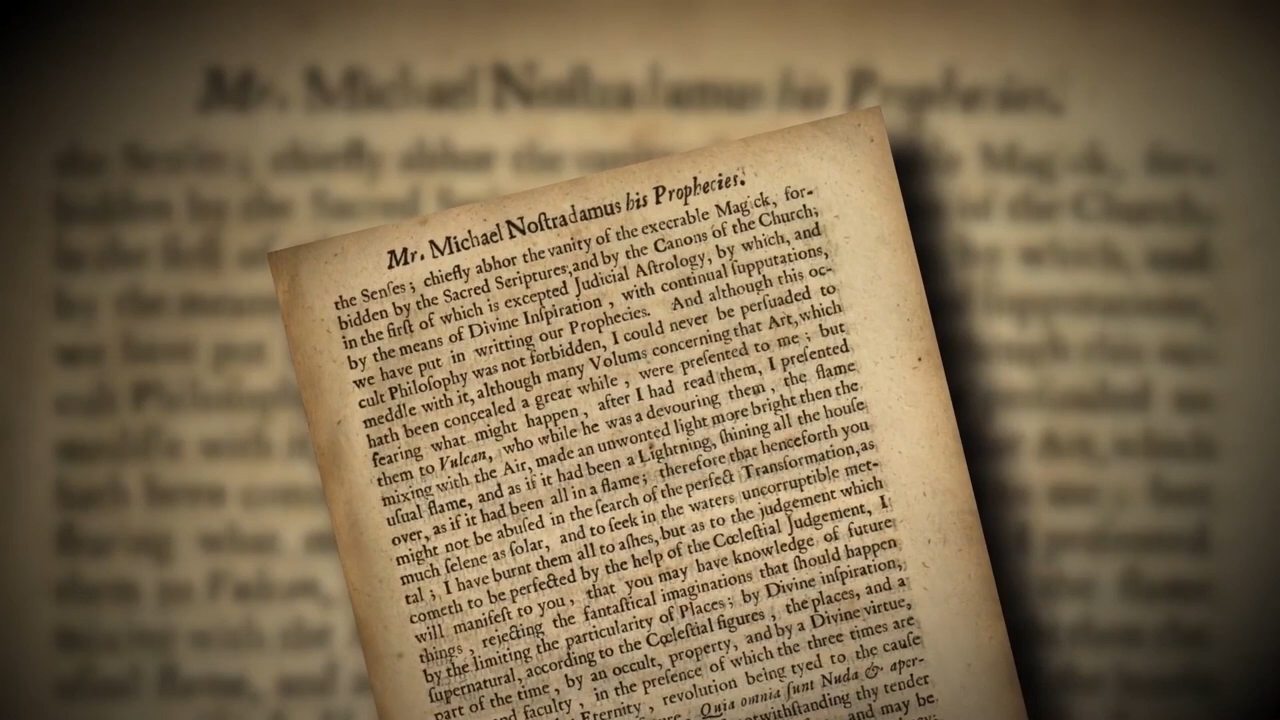 Mr. Michael Noſtradamus his Prophecies.
the Senſes; chiefly abhor the vanity of the execrable Magick, for-
bidden by the Sacred Scriptures, and by the Canons of the Church;
in the firſt of which is excepted Judicial Aſtrology, by which, and
by the means of Divine Inſpiration, with continual ſupputations,
we have put in writting our Prophecies. And although this oc-
cult Philoſophy was not forbidden, I could never be perſuaded to
meddle with it, although many Volums concerning that Art, which
hath been concealed a great while, were preſented to me; but
fearing what might happen, after I had read them, I preſented
them to Vulcan, who while he was a devouring them, the flame
mixing with the Air, made an unwonted light more bright then the
uſual flame, and as if it had been a Lightning, ſhining all the houſe
over, as if it had been all in a flame; therefore that henceforth you
might not be abuſed in the ſearch of the perfect Transformation, as
much ſelene as ſolar, and to ſeek in the waters uncorruptible met-
tal; I have burnt them all to aſhes, but as to the judgement which
cometh to be perfected by the help of the Cœleſtial Judgement, I
will manifeſt to you, that you may have knowledge of future
things, rejecting the fantaſtical imaginations that ſhould happen
by the limiting the particularity of Places; by Divine inſpiration,
ſupernatural, according to the Cœleſtial figures, the places, and a
part of the time, by an occult, property, and by a Divine virtue,
and faculty, in the preſence of which the three times are
Eternity, revolution being tyed to the cauſe
Quia omnia ſunt Nuda & aper-
notwithſtanding thy tender
and may be